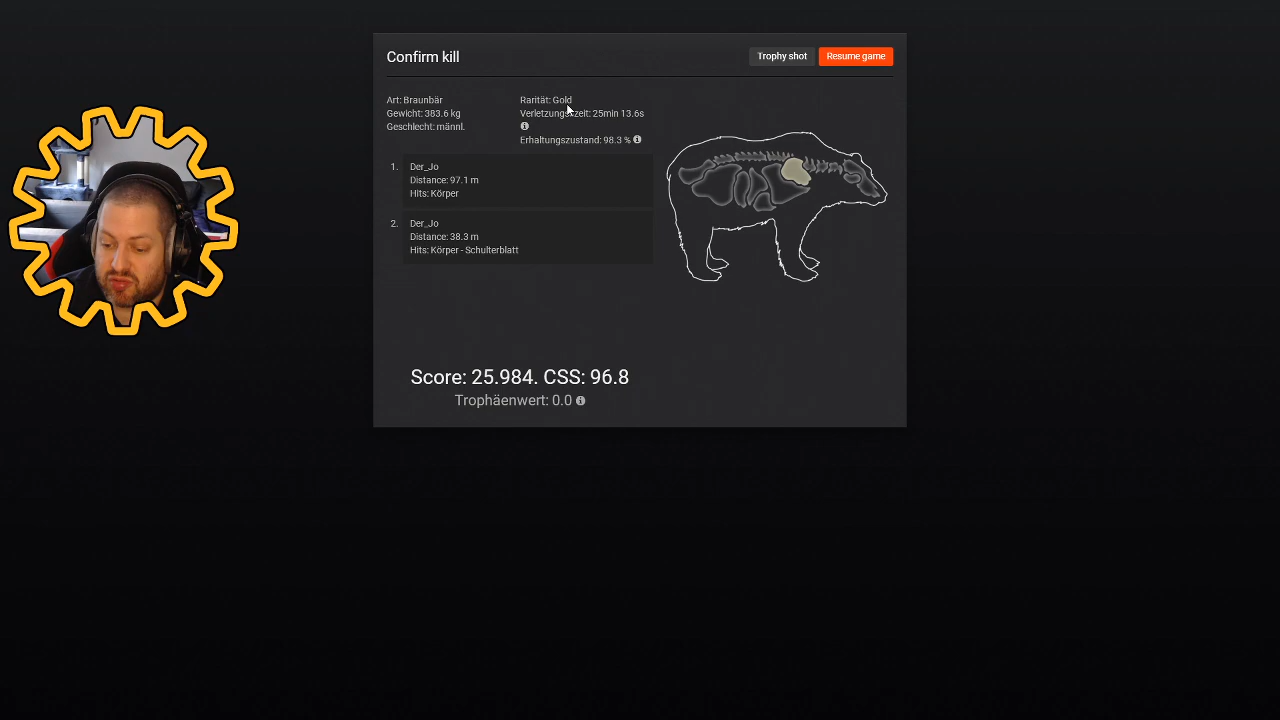 Confirm kill
Trophy shot
Resume game
Art: Braunbär
Gewicht: 383.6 kg
Geschlecht: männl.
Rarität: Gold
Verletzungszeit: 25min 13.6s
Erhaltungszustand: 98.3 %
1.
Der_Jo
Distance: 97.1 m
Hits: Körper
2.
Der_Jo
Distance: 38.3 m
Hits: Körper - Schulterblatt
Score: 25.984. CSS: 96.8
Trophäenwert: 0.0